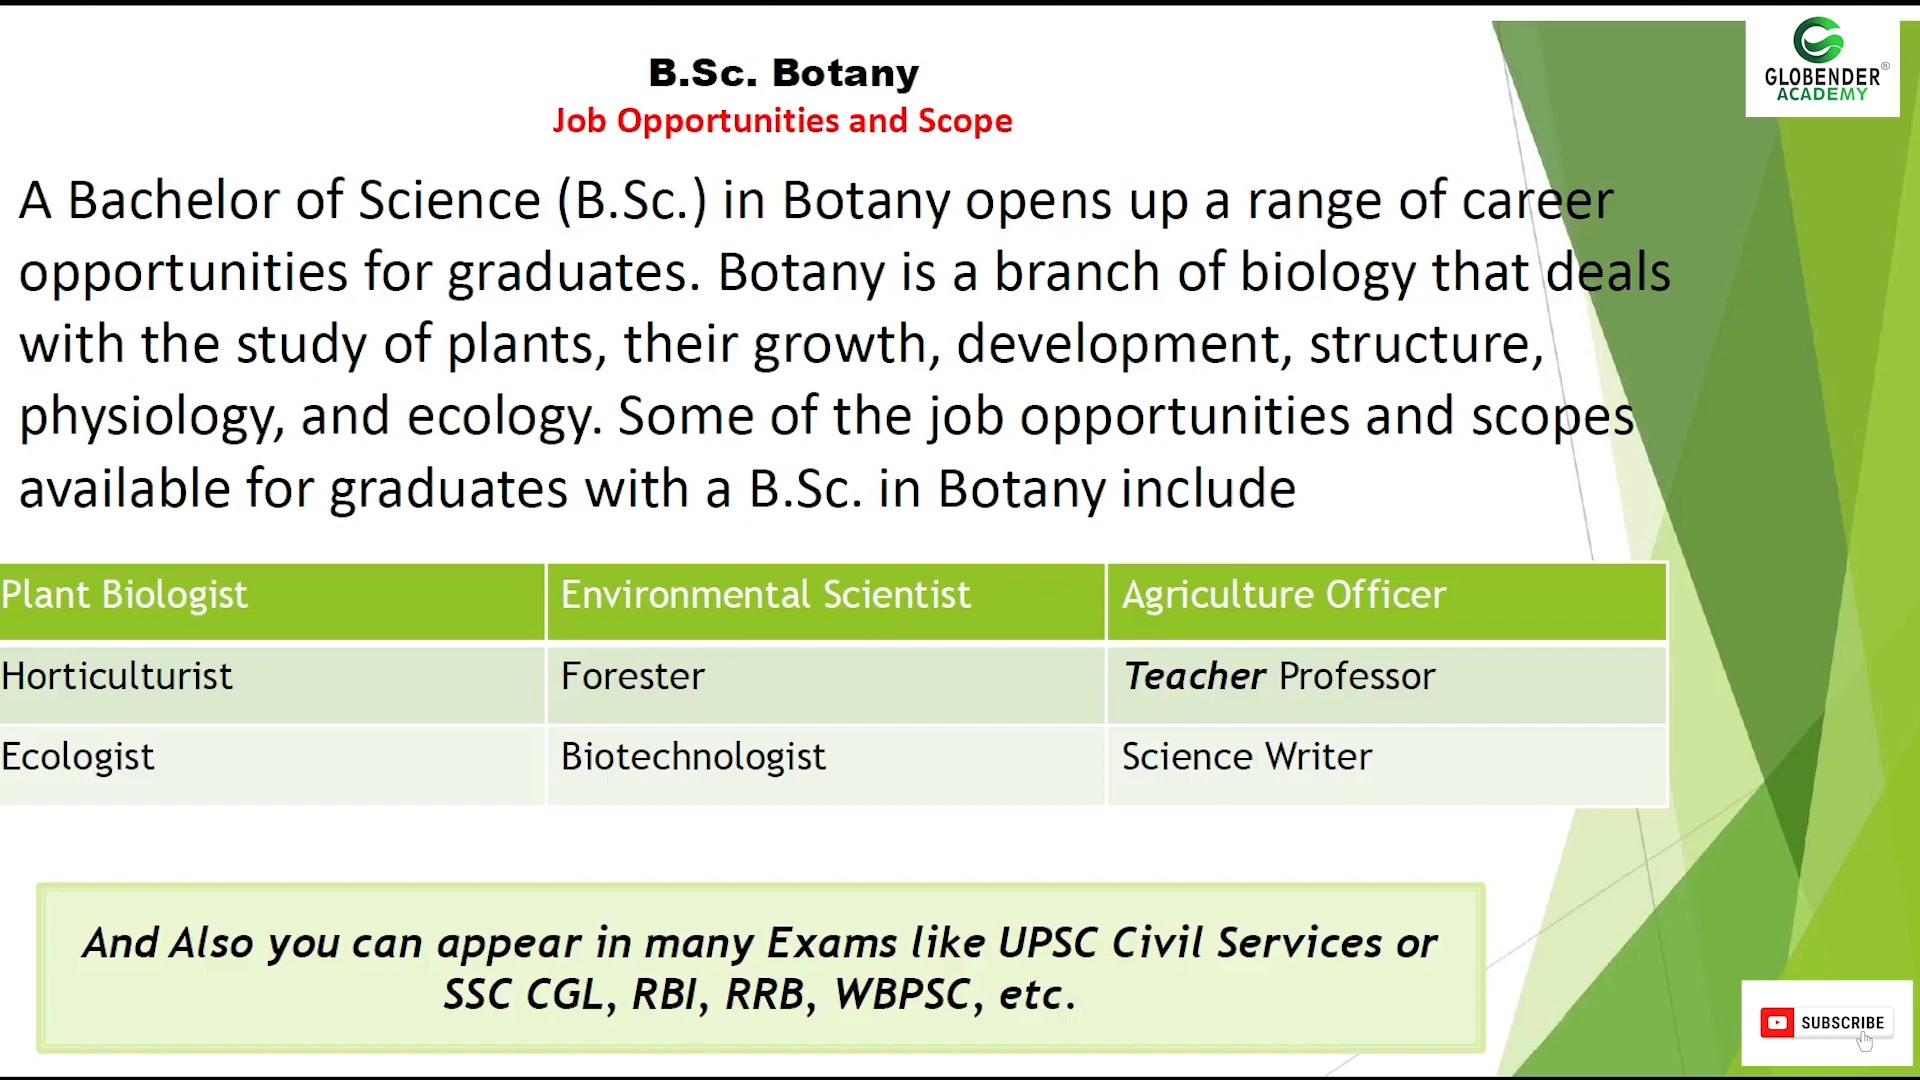 B.Sc. Botany
Job Opportunities and Scope
GLOBENDER®
ACADEMY
A Bachelor of Science (B.Sc.) in Botany opens up a range of career
opportunities for graduates. Botany is a branch of biology that deals
with the study of plants, their growth, development, structure,
physiology, and ecology. Some of the job opportunities and scopes
available for graduates with a B.Sc. in Botany include
Plant Biologist Environmental Scientist Agriculture Officer
Horticulturist Forester Teacher Professor
Ecologist Biotechnologist Science Writer
And Also you can appear in many Exams like UPSC Civil Services or
SSC CGL, RBI, RRB, WBPSC, etc.
SUBSCRIBE